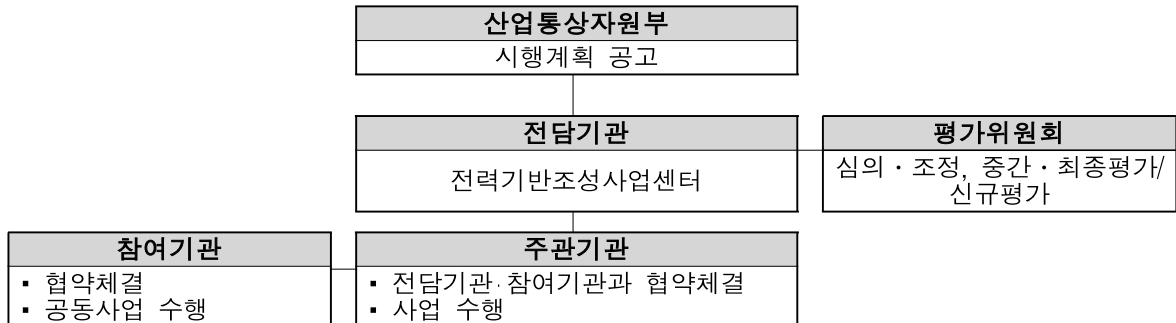 산업통상자원부
시행계획 공고
전담기관
전력기반조성사업센터
평가위원회
심의·조정, 중간·최종평가/
신규평가
참여기관
▪ 협약체결
▪ 공동사업 수행
주관기관
▪ 전담기관·참여기관과 협약체결
▪ 사업 수행